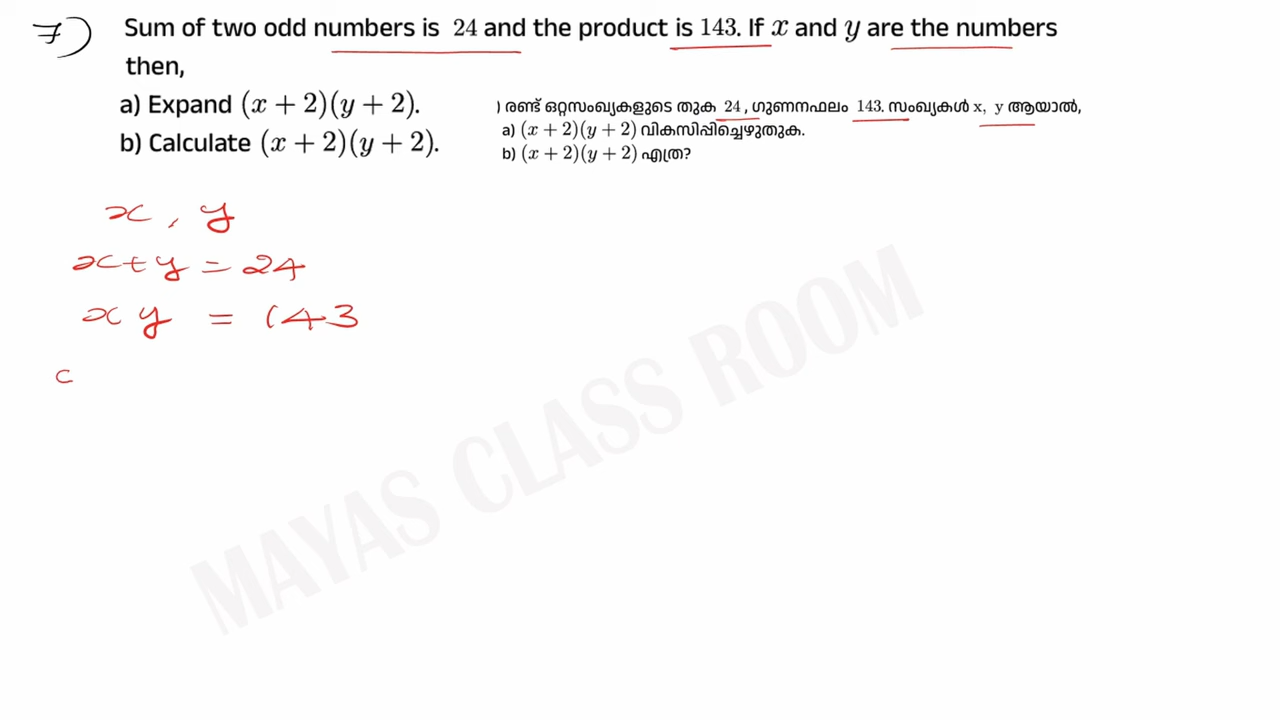 7) Sum of two odd numbers is 24 and the product is 143. If x and y are the numbers
then,
a) Expand (x + 2)(y + 2).
b) Calculate (x + 2)(y + 2).
) രണ്ട് ഒറ്റസംഖ്യകളുടെ തുക 24 , ഗുണനഫലം 143. സംഖ്യകൾ x, y ആയാൽ,
a) (x + 2)(y + 2) വികസിപ്പിച്ചെഴുതുക.
b) (x + 2)(y + 2) എത്ര?
x , y
x+y = 24
x y = 143
MAYAS CLASS ROOM